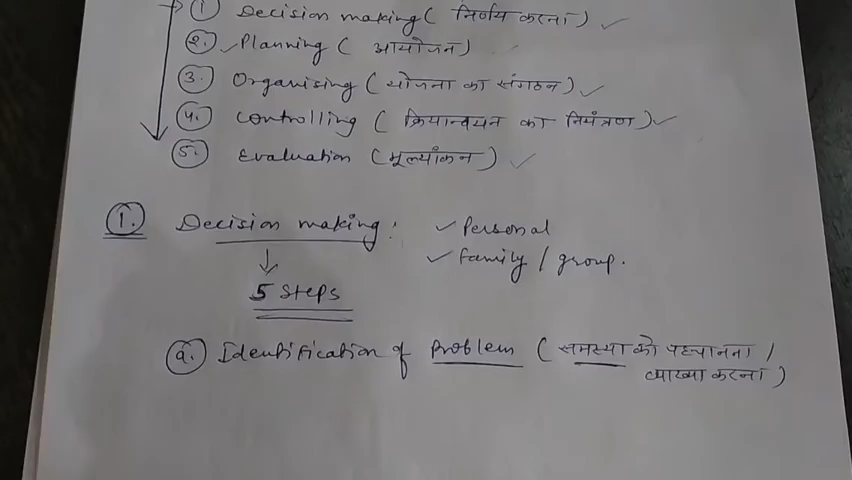 1 Decision making ( निर्णय करना )
2. Planning ( आयोजन )
3. Organising ( योजना का संगठन )
4. Controlling ( क्रियान्वयन का नियंत्रण )
5. Evaluation ( मूल्यांकन )
1. Decision making : ✓ Personal
✓ Family / group.
5 Steps
a. Identification of Problem ( समस्या को पहचानना /
व्याख्या करना )